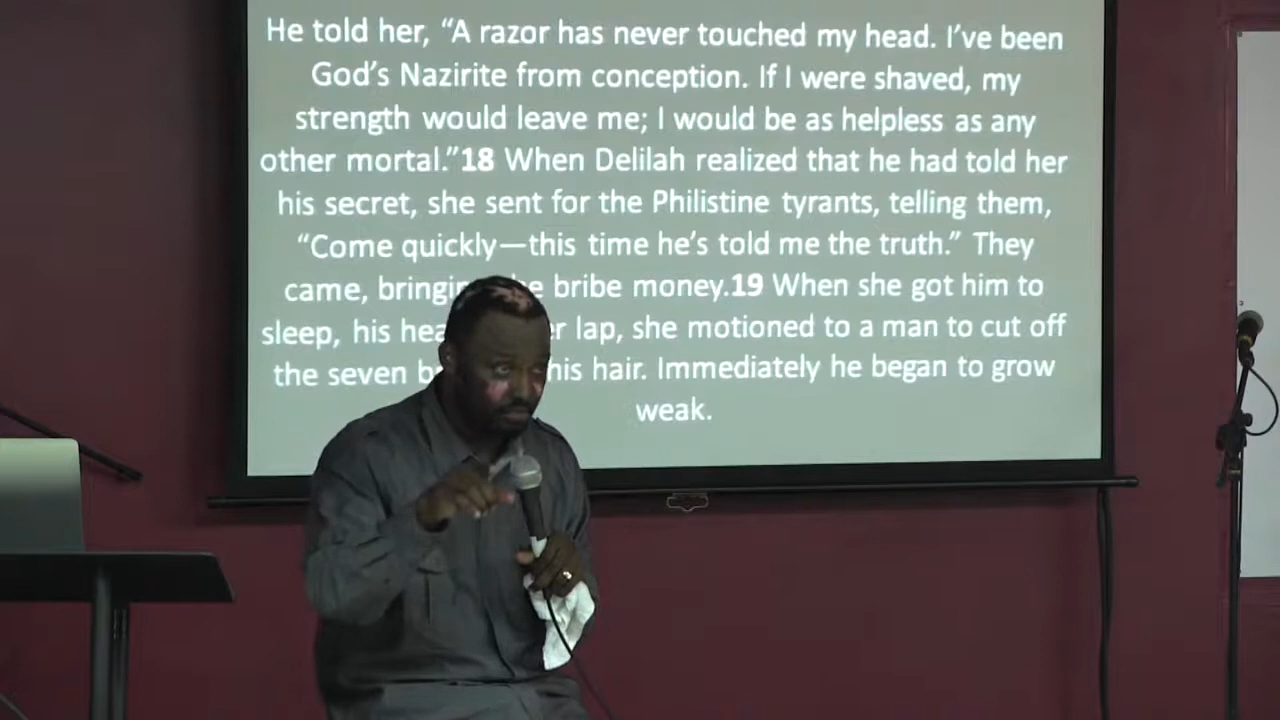 He told her, “A razor has never touched my head. I’ve been
God’s Nazirite from conception. If I were shaved, my
strength would leave me; I would be as helpless as any
other mortal.”18 When Delilah realized that he had told her
his secret, she sent for the Philistine tyrants, telling them,
“Come quickly—this time he’s told me the truth.” They
came, bribe money.19 When she got him to
sleep, his lap, she motioned to a man to cut off
the seven his hair. Immediately he began to grow
weak.